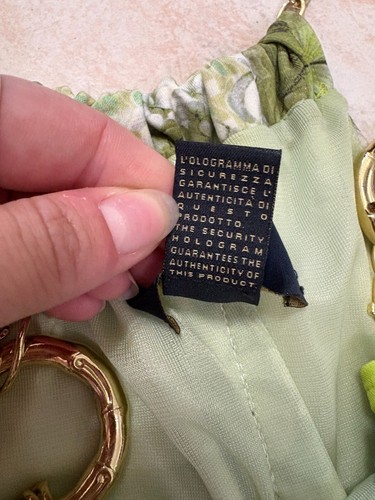 L'OLOGRAMMA DI
SICUREZZA
GARANTISCE L'
AUTENTICITÀ DI
QUESTO
PRODOTTO.
THE SECURITY
HOLOGRAM
GUARANTEES THE
AUTHENTICITY OF
THIS PRODUCT.